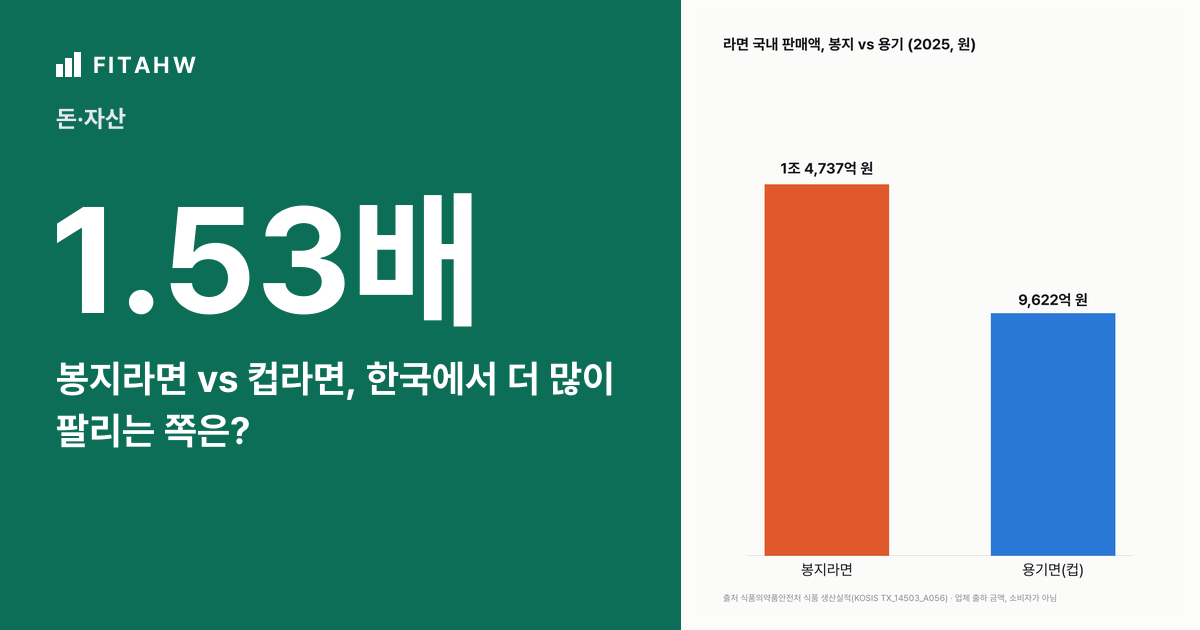 FITAHW
돈·자산
1.53배
봉지라면 vs 컵라면, 한국에서 더 많이
팔리는 쪽은?
라면 국내 판매액, 봉지 vs 용기 (2025, 원)
1조 4,737억 원
9,622억 원
봉지라면
용기면(컵)
출처 식품의약품안전처 식품 생산실적(KOSIS TX_14503_A056) · 업체 출하 금액, 소비자가 아님